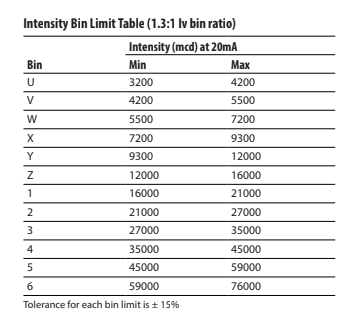 Intensity Bin Limit Table (1.3:1 Iv bin ratio)
Intensity (mcd) at 20mA
Bin Min Max
U 3200 4200
V 4200 5500
W 5500 7200
X 7200 9300
Y 9300 12000
Z 12000 16000
1 16000 21000
2 21000 27000
3 27000 35000
4 35000 45000
5 45000 59000
6 59000 76000
Tolerance for each bin limit is ± 15%